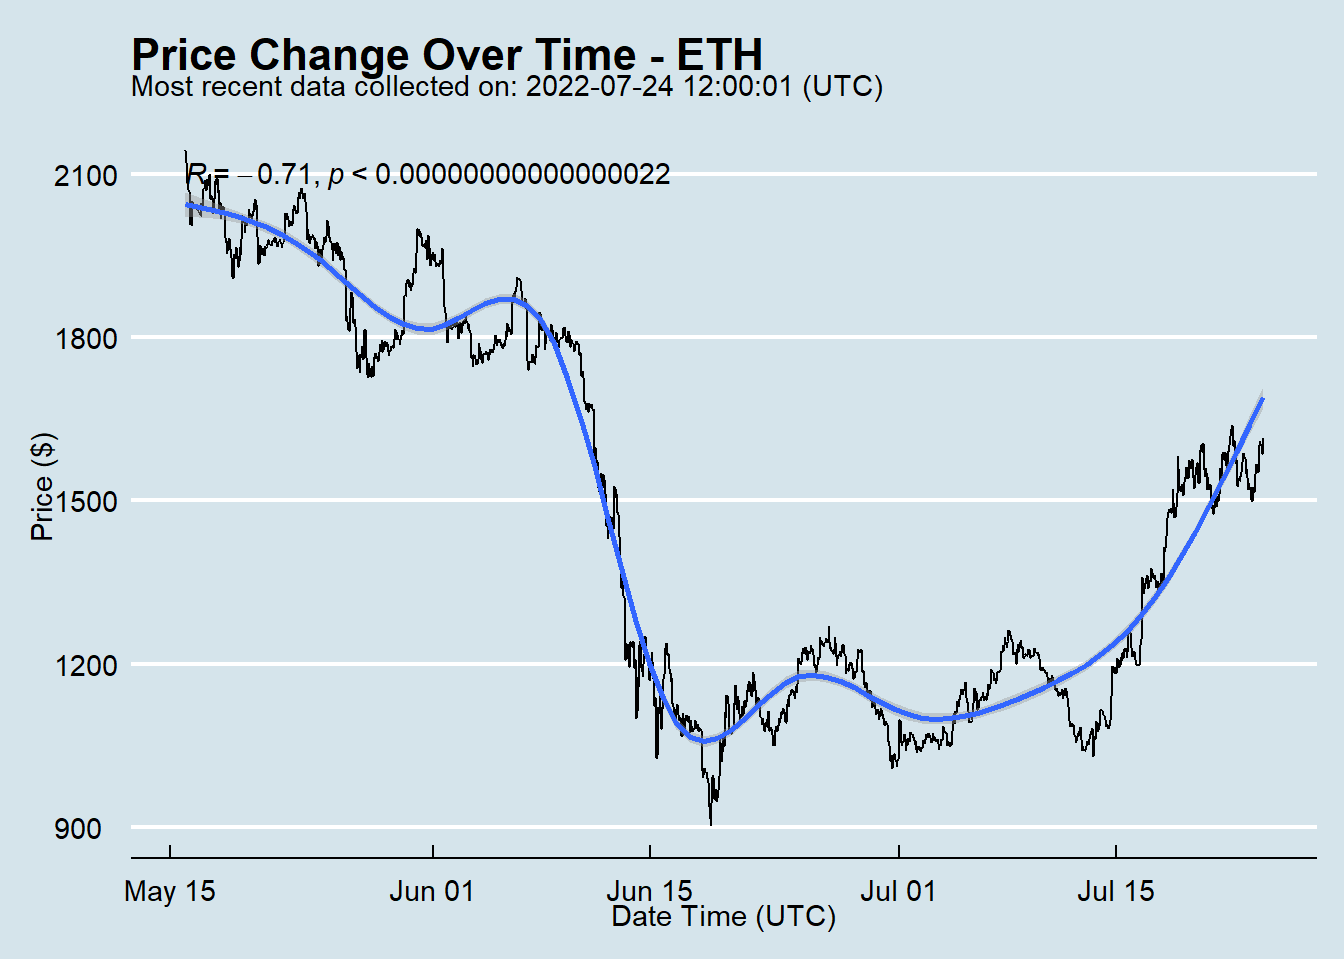 Price Change Over Time - ETH
Most recent data collected on: 2022-07-24 12:00:01 (UTC)
R = −0.71, p < 0.00000000000000022
2100
1800
1500
1200
900
Price ($)
May 15 Jun 01 Jun 15 Jul 01 Jul 15
Date Time (UTC)